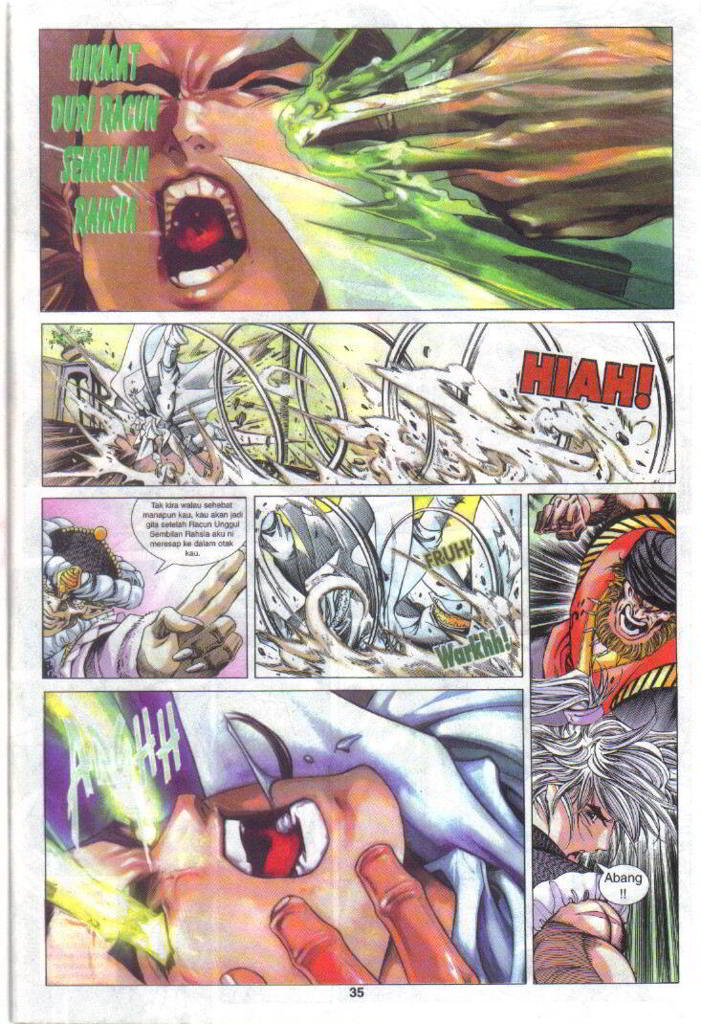 HIKMAT
DURI RACUN
SEMBILAN
RAHSIA
HIAH!
Tak kira walau sehebat
manapun kau, kau akan jadi
gila setelah Racun Unggul
Sembilan Rahsia aku ni
meresap ke dalam otak
kau.
FRUH!
Warkhh!
Abang
!!
35